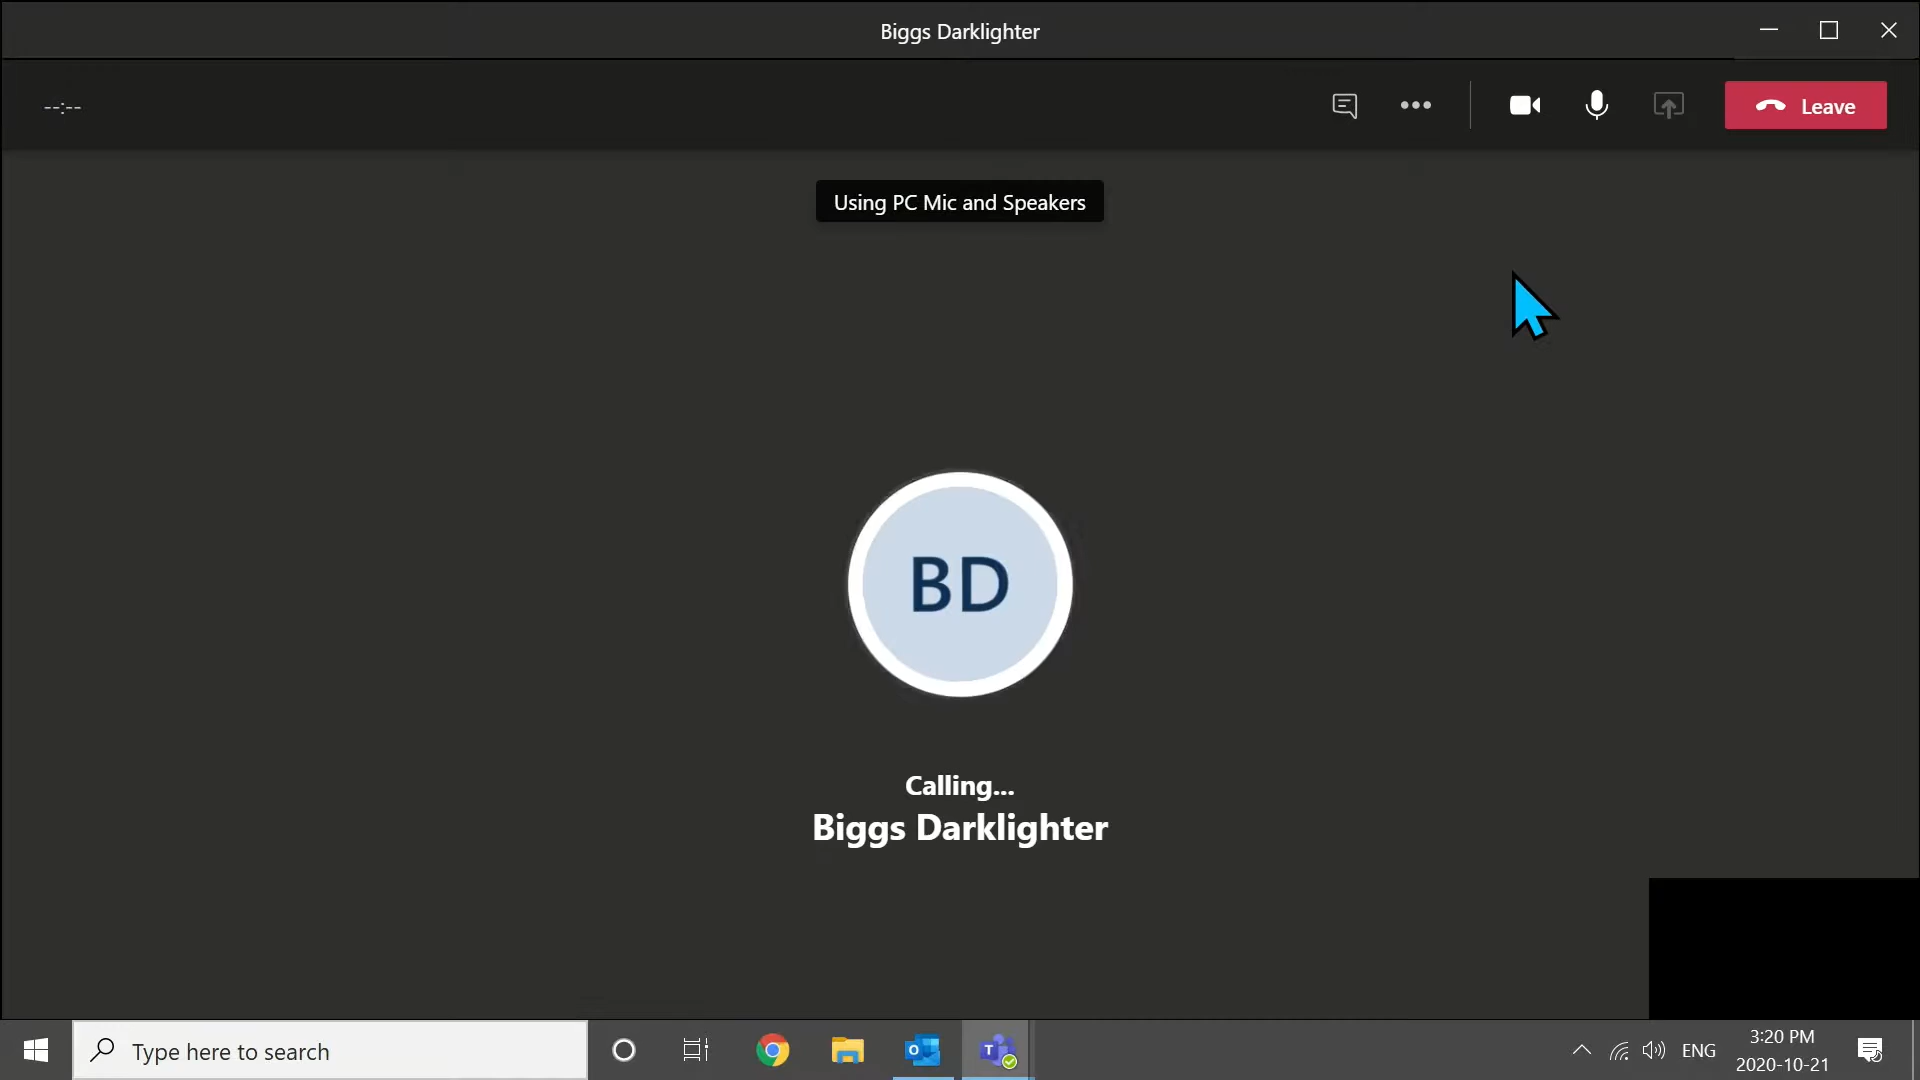 Biggs Darklighter
--:--
Leave
Using PC Mic and Speakers
BD
Calling...
Biggs Darklighter
Type here to search
ENG
3:20 PM
2020-10-21